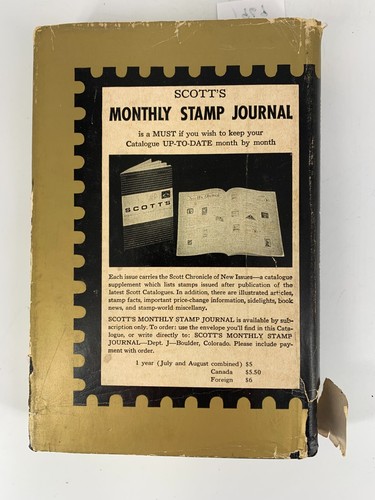 SCOTT'S
MONTHLY STAMP JOURNAL
is a MUST if you wish to keep your
Catalogue UP-TO-DATE month by month
SCOTTS
Each issue carries the Scott Chronicle of New Issues—a catalogue
supplement which lists stamps issued after publication of the
latest Scott Catalogues. In addition, there are illustrated articles,
stamp facts, important price-change information, sidelights, book
news, and stamp-world miscellany.
SCOTT'S MONTHLY STAMP JOURNAL is available by sub-
scription only. To order: use the envelope you'll find in this Cata-
logue, or write directly to: SCOTT'S MONTHLY STAMP
JOURNAL—Dept. J—Boulder, Colorado. Please include pay-
ment with order.
1 year (July and August combined) $5
Canada $5.50
Foreign $6